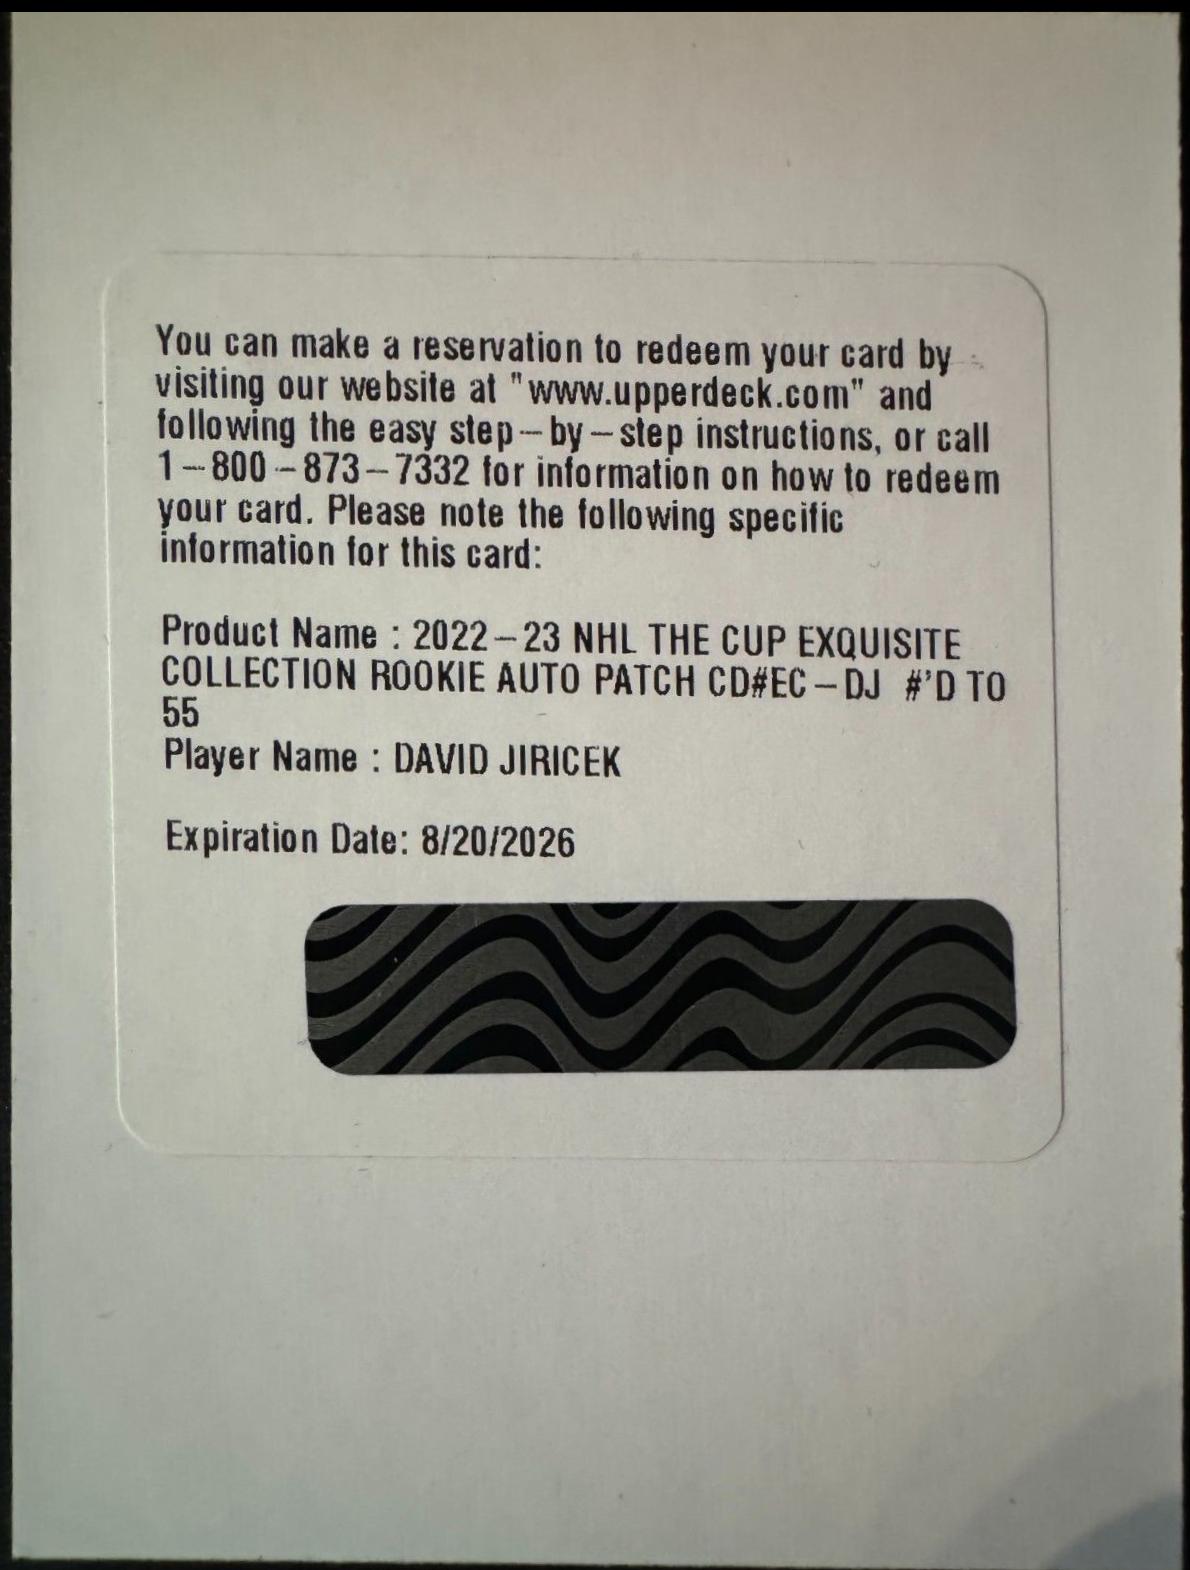 You can make a reservation to redeem your card by
visiting our website at "www.upperdeck.com" and
following the easy step-by-step instructions, or call
1-800-873-7332 for information on how to redeem
your card. Please note the following specific
information for this card:
Product Name : 2022-23 NHL THE CUP EXQUISITE
COLLECTION ROOKIE AUTO PATCH CD#EC-DJ #'D TO
55
Player Name : DAVID JIRICEK
Expiration Date: 8/20/2026